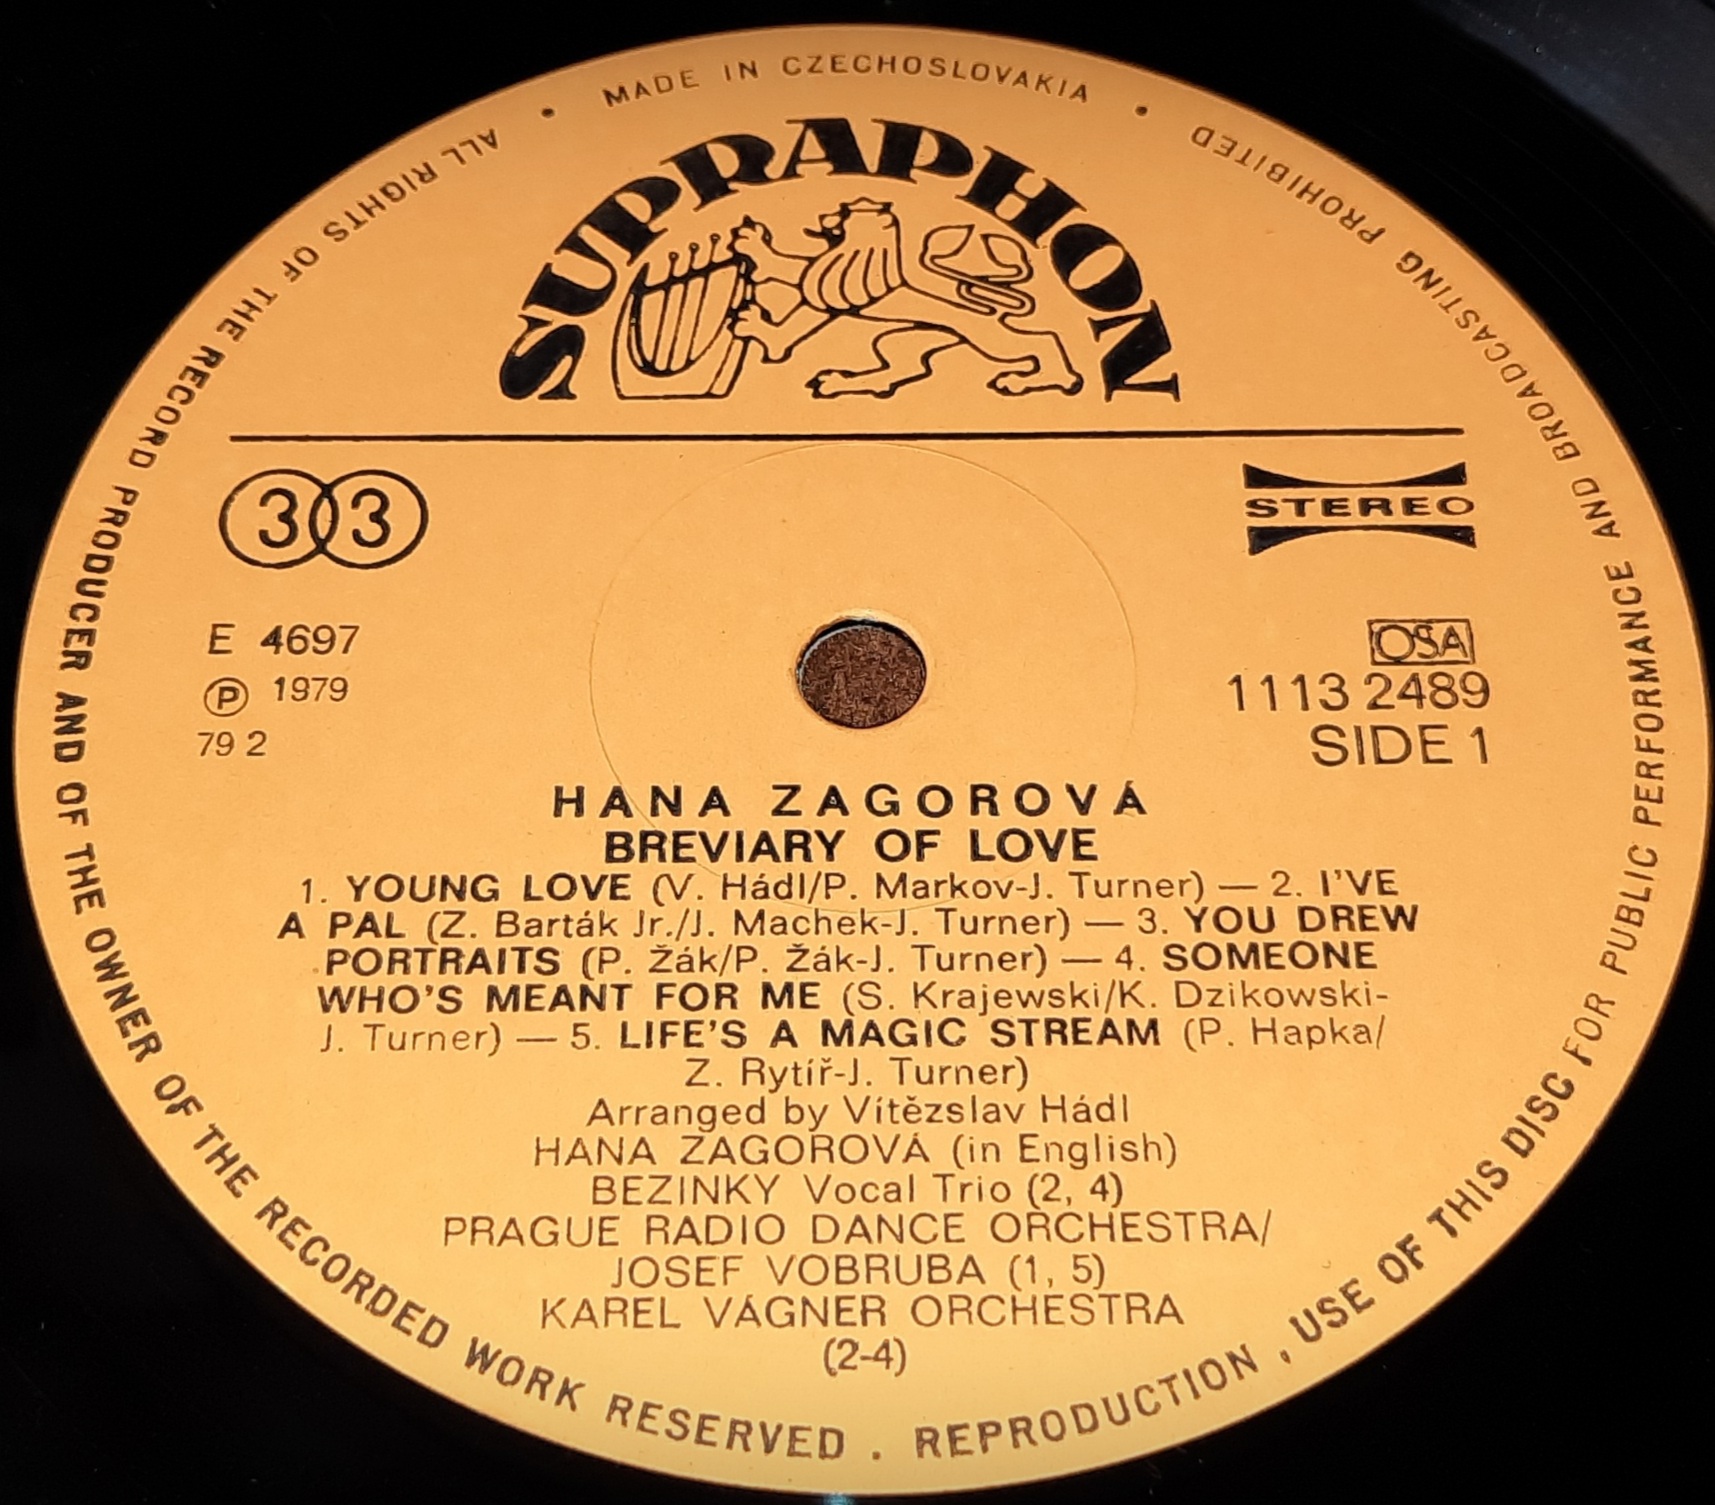 MADE IN CZECHOSLOVAKIA • ALL RIGHTS OF THE RECORD PRODUCER AND OF THE OWNER OF THE RECORDED WORK RESERVED . REPRODUCTION , USE OF THIS DISC FOR PUBLIC PERFORMANCE AND BROADCASTING PROHIBITED •
SUPRAPHON
33
STEREO
E 4697
Ⓟ 1979
79 2
OSA
1113 2489
SIDE 1
HANA ZAGOROVÁ
BREVIARY OF LOVE
1. YOUNG LOVE (V. Hádl/P. Markov-J. Turner) — 2. I'VE
A PAL (Z. Barták Jr./J. Machek-J. Turner) — 3. YOU DREW
PORTRAITS (P. Žák/P. Žák-J. Turner) — 4. SOMEONE
WHO'S MEANT FOR ME (S. Krajewski/K. Dzikowski-
J. Turner) — 5. LIFE'S A MAGIC STREAM (P. Hapka/
Z. Rytíř-J. Turner)
Arranged by Vítězslav Hádl
HANA ZAGOROVÁ (in English)
BEZINKY Vocal Trio (2, 4)
PRAGUE RADIO DANCE ORCHESTRA/
JOSEF VOBRUBA (1, 5)
KAREL VÁGNER ORCHESTRA
(2-4)